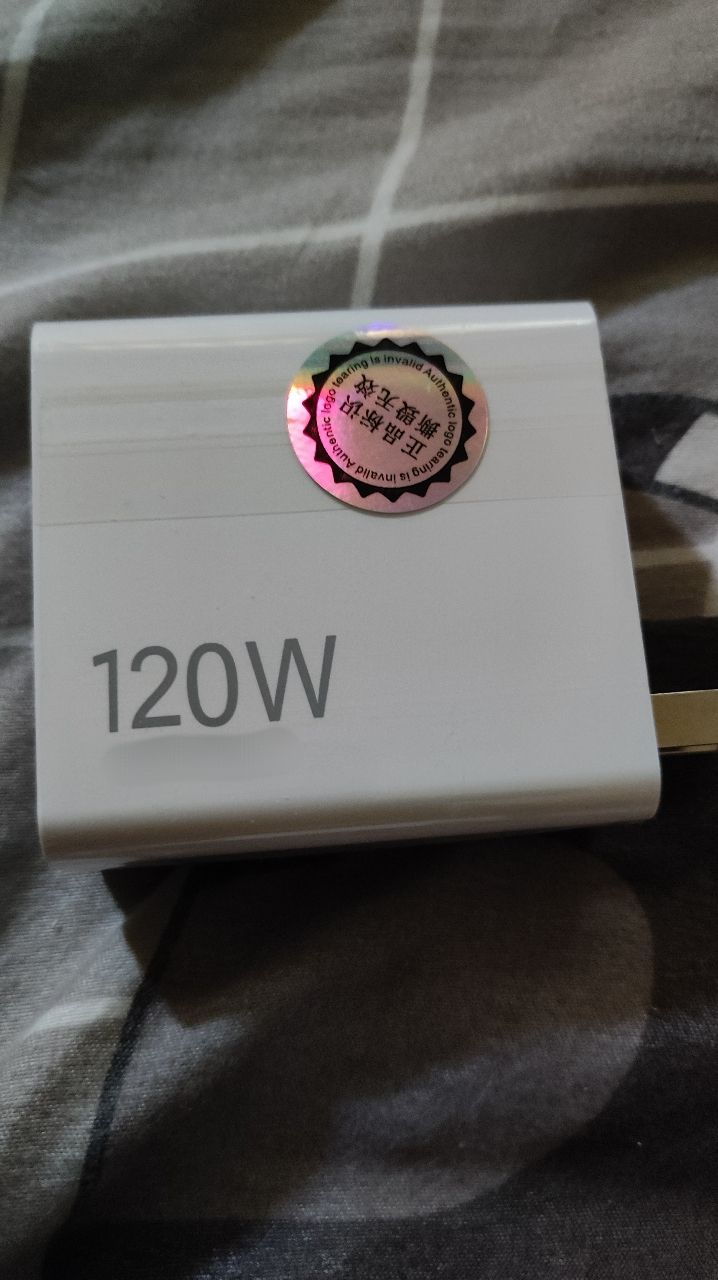 Authentic logo tearing is invalid Authentic logo tearing is invalid
正品标识
撕毁无效
120W